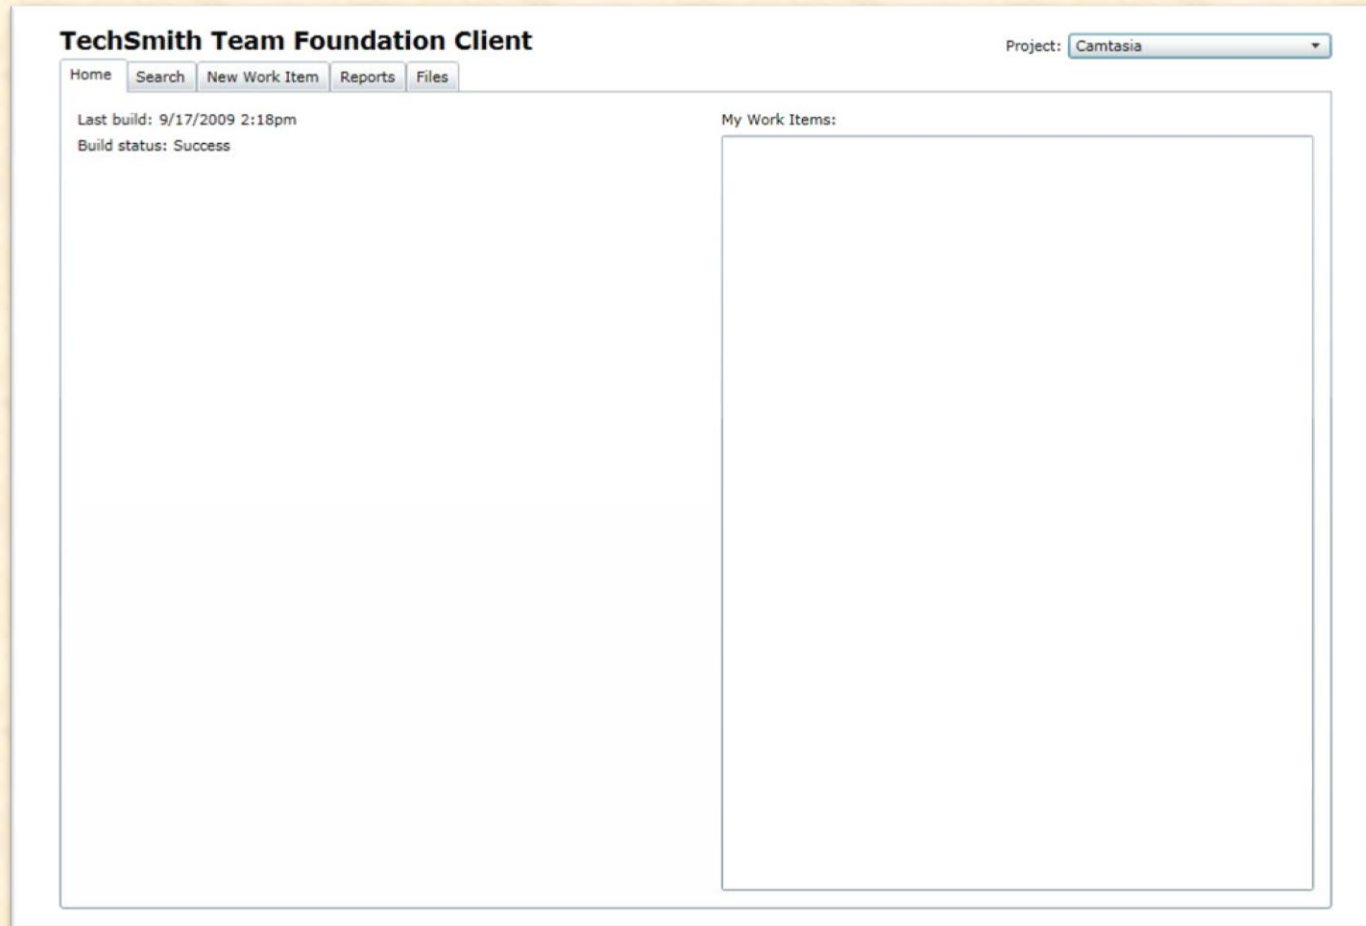 TechSmith Team Foundation Client
Project: Camtasia
Home Search New Work Item Reports Files
Last build: 9/17/2009 2:18pm
Build status: Success
My Work Items: